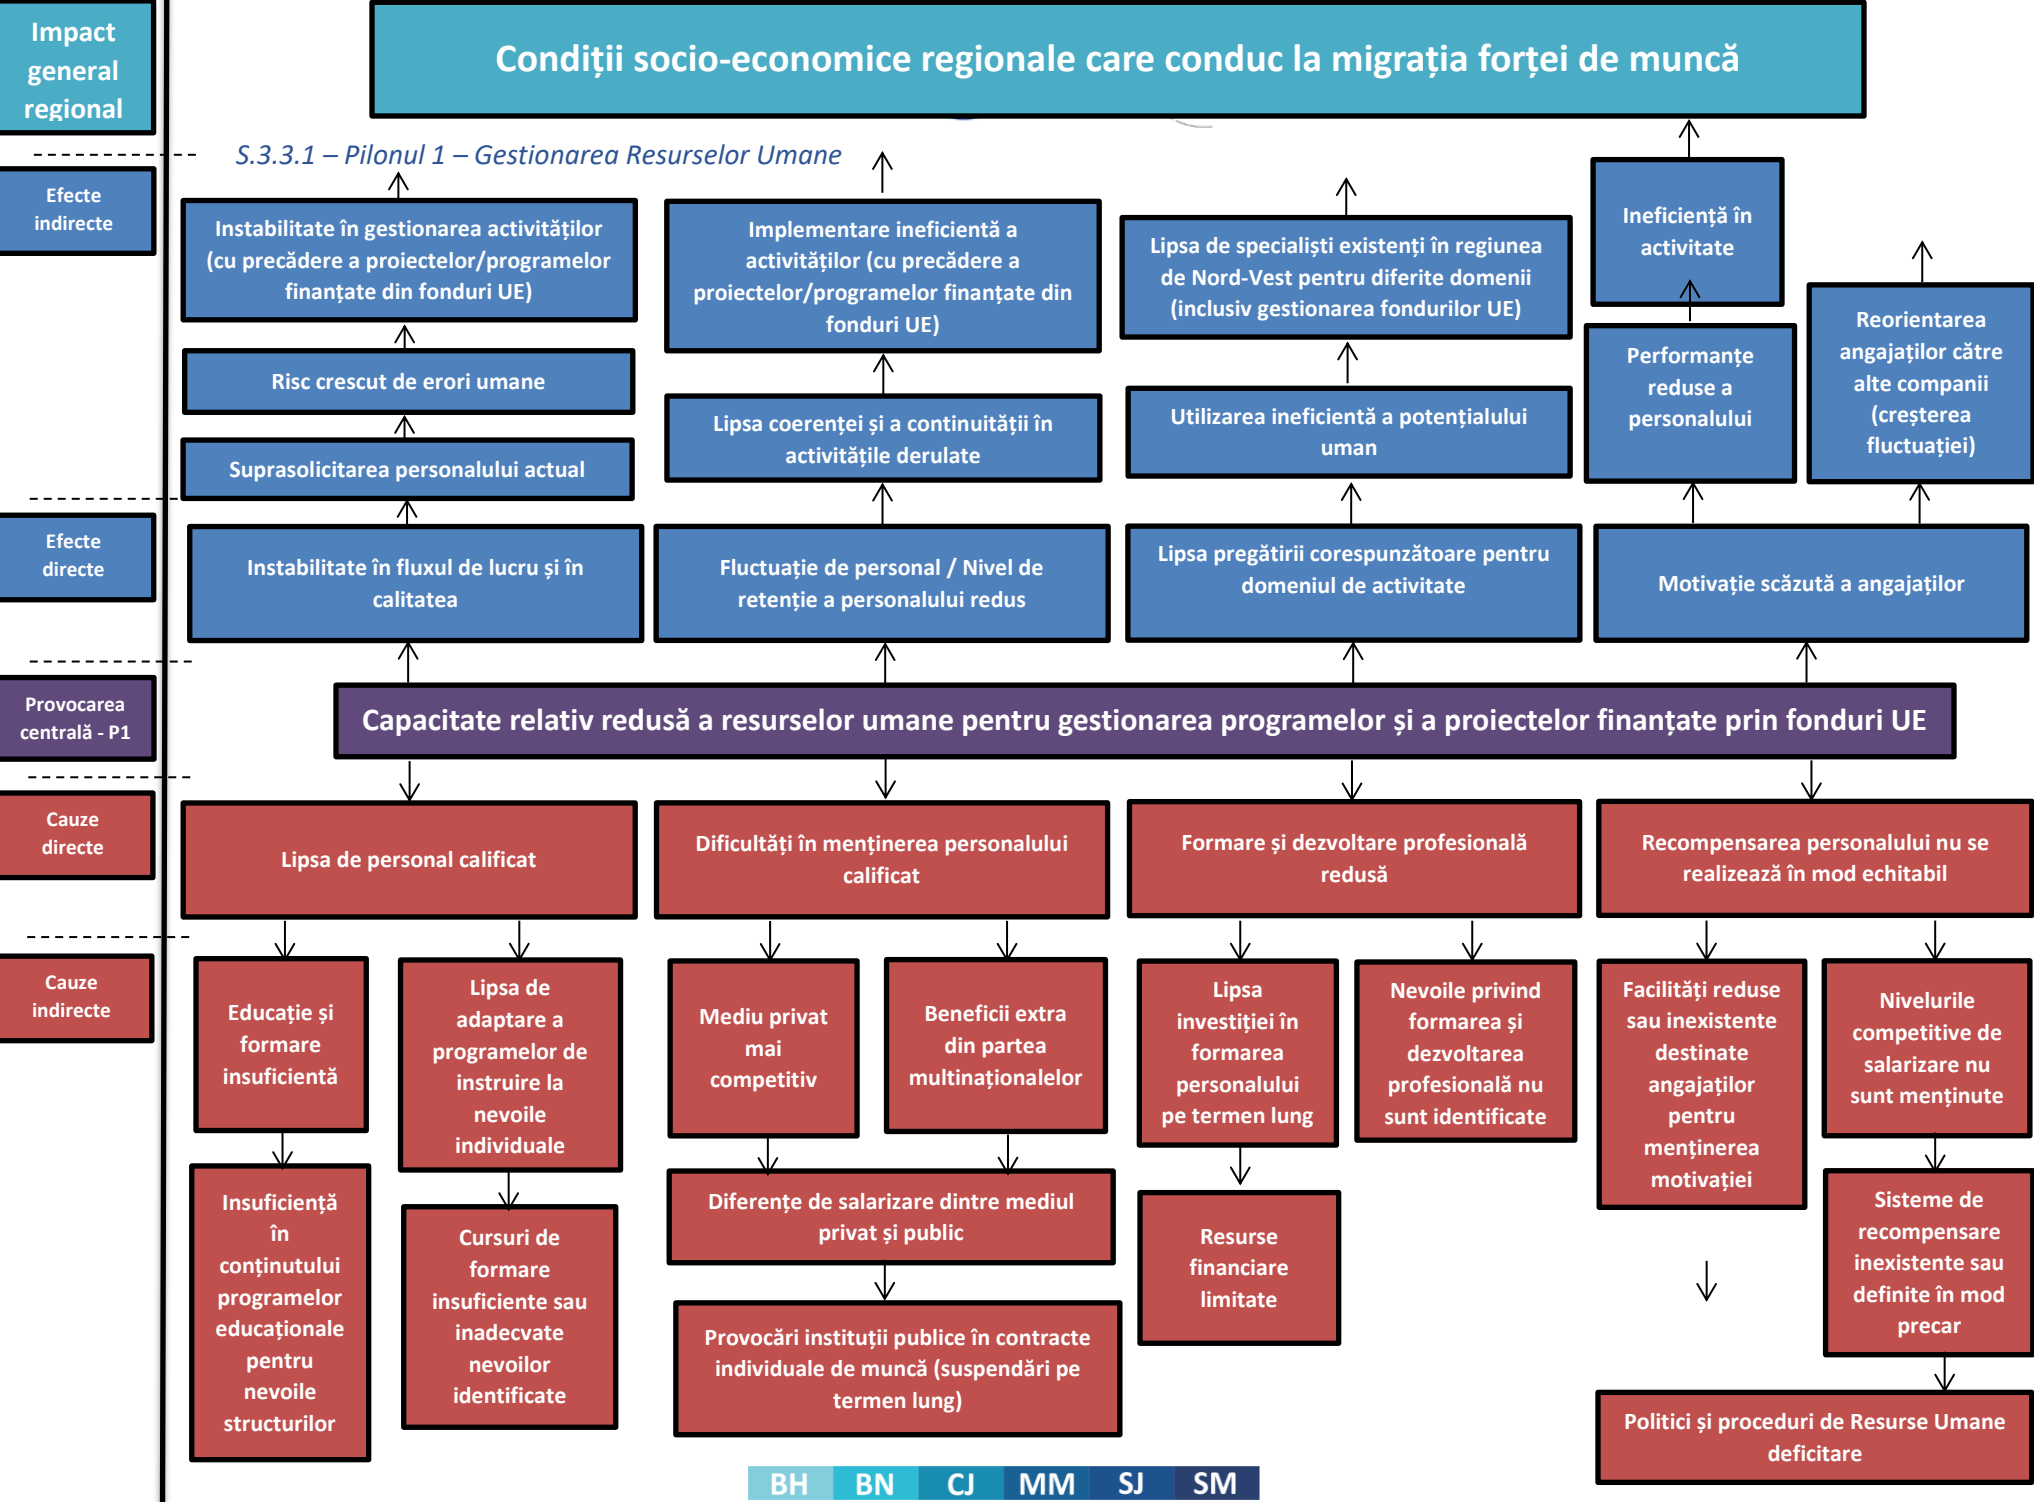 Impact
general
regional
Condiții socio-economice regionale care conduc la migrația forței de muncă
S.3.3.1 – Pilonul 1 – Gestionarea Resurselor Umane
Efecte
indirecte
Instabilitate în gestionarea activităților
(cu precădere a proiectelor/programelor
finanțate din fonduri UE)
Implementare ineficientă a
activităților (cu precădere a
proiectelor/programelor finanțate din
fonduri UE)
Lipsa de specialiști existenți în regiunea
de Nord-Vest pentru diferite domenii
(inclusiv gestionarea fondurilor UE)
Ineficiență în
activitate
Reorientarea
angajaților către
alte companii
(creșterea
fluctuației)
Risc crescut de erori umane
Lipsa coerenței și a continuității în
activitățile derulate
Utilizarea ineficientă a potențialului
uman
Performanțe
reduse a
personalului
Suprasolicitarea personalului actual
Efecte
directe
Instabilitate în fluxul de lucru și în
calitatea
Fluctuație de personal / Nivel de
retenție a personalului redus
Lipsa pregătirii corespunzătoare pentru
domeniul de activitate
Motivație scăzută a angajaților
Provocarea
centrală - P1
Capacitate relativ redusă a resurselor umane pentru gestionarea programelor și a proiectelor finanțate prin fonduri UE
Cauze
directe
Lipsa de personal calificat
Dificultăți în menținerea personalului
calificat
Formare și dezvoltare profesională
redusă
Recompensarea personalului nu se
realizează în mod echitabil
Cauze
indirecte
Educație și
formare
insuficientă
Lipsa de
adaptare a
programelor de
instruire la
nevoile
individuale
Mediu privat
mai
competitiv
Beneficii extra
din partea
multinaționalelor
Lipsa
investiției în
formarea
personalului
pe termen lung
Nevoile privind
formarea și
dezvoltarea
profesională nu
sunt identificate
Facilități reduse
sau inexistente
destinate
angajaților
pentru
menținerea
motivației
Nivelurile
competitive de
salarizare nu
sunt menținute
Insuficiență
în
conținutului
programelor
educaționale
pentru
nevoile
structurilor
Cursuri de
formare
insuficiente sau
inadecvate
nevoilor
identificate
Diferențe de salarizare dintre mediul
privat și public
Resurse
financiare
limitate
Sisteme de
recompensare
inexistente sau
definite în mod
precar
Provocări instituții publice în contracte
individuale de muncă (suspendări pe
termen lung)
Politici și proceduri de Resurse Umane
deficitare
BH BN CJ MM SJ SM